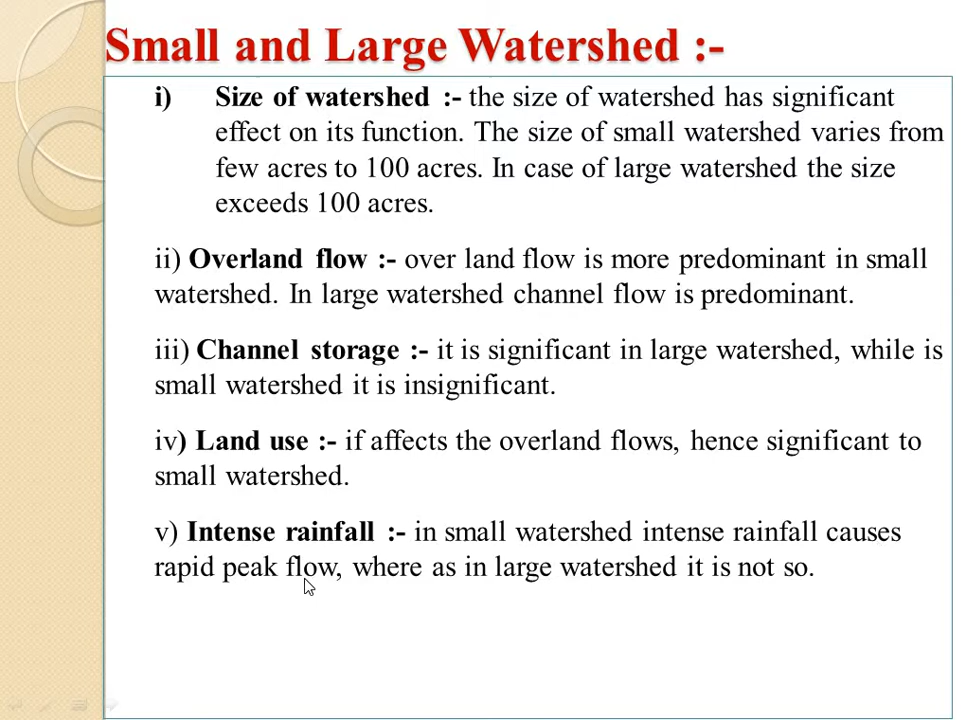 Small and Large Watershed :-
i) Size of watershed :- the size of watershed has significant
effect on its function. The size of small watershed varies from
few acres to 100 acres. In case of large watershed the size
exceeds 100 acres.
ii) Overland flow :- over land flow is more predominant in small
watershed. In large watershed channel flow is predominant.
iii) Channel storage :- it is significant in large watershed, while is
small watershed it is insignificant.
iv) Land use :- if affects the overland flows, hence significant to
small watershed.
v) Intense rainfall :- in small watershed intense rainfall causes
rapid peak flow, where as in large watershed it is not so.